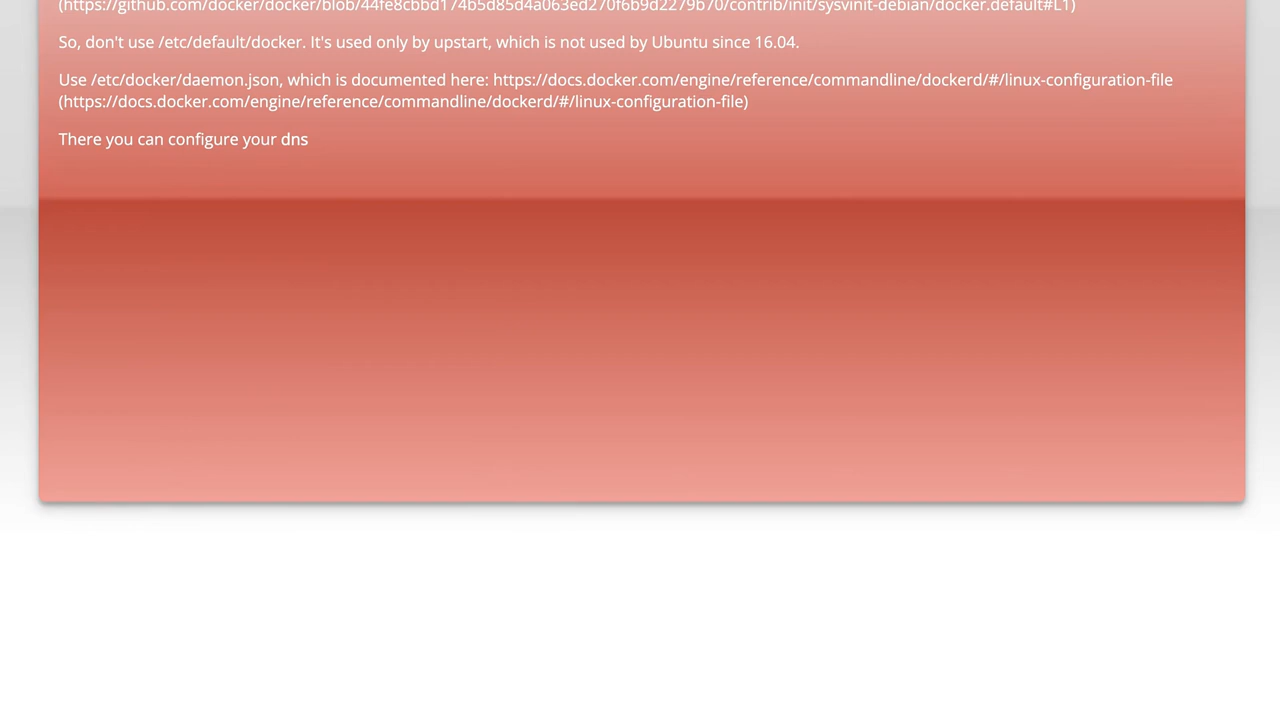 (https://github.com/docker/docker/blob/44fe8cbbd174b5d85d4a063ed270f6b9d2279b70/contrib/init/sysvinit-debian/docker.default#L1)
So, don't use /etc/default/docker. It's used only by upstart, which is not used by Ubuntu since 16.04.
Use /etc/docker/daemon.json, which is documented here: https://docs.docker.com/engine/reference/commandline/dockerd/#/linux-configuration-file
(https://docs.docker.com/engine/reference/commandline/dockerd/#/linux-configuration-file)
There you can configure your dns